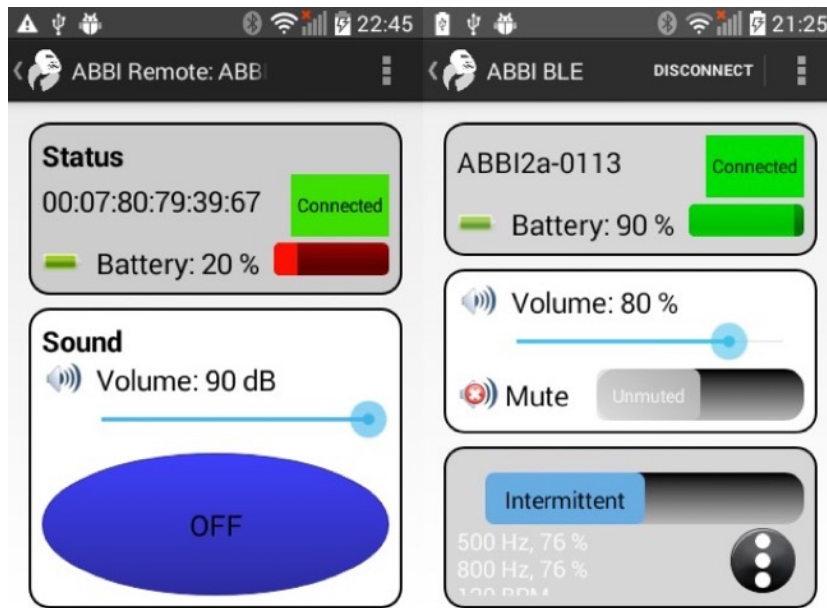 22:45
ABBI Remote: ABB
Status
00:07:80:79:39:67
Connected
Battery: 20 %
Sound
Volume: 90 dB
OFF
21:25
ABBI BLE
DISCONNECT
ABBI2a-0113
Connected
Battery: 90 %
Volume: 80 %
Mute
Unmuted
Intermittent
500 Hz, 76 %
800 Hz, 76 %